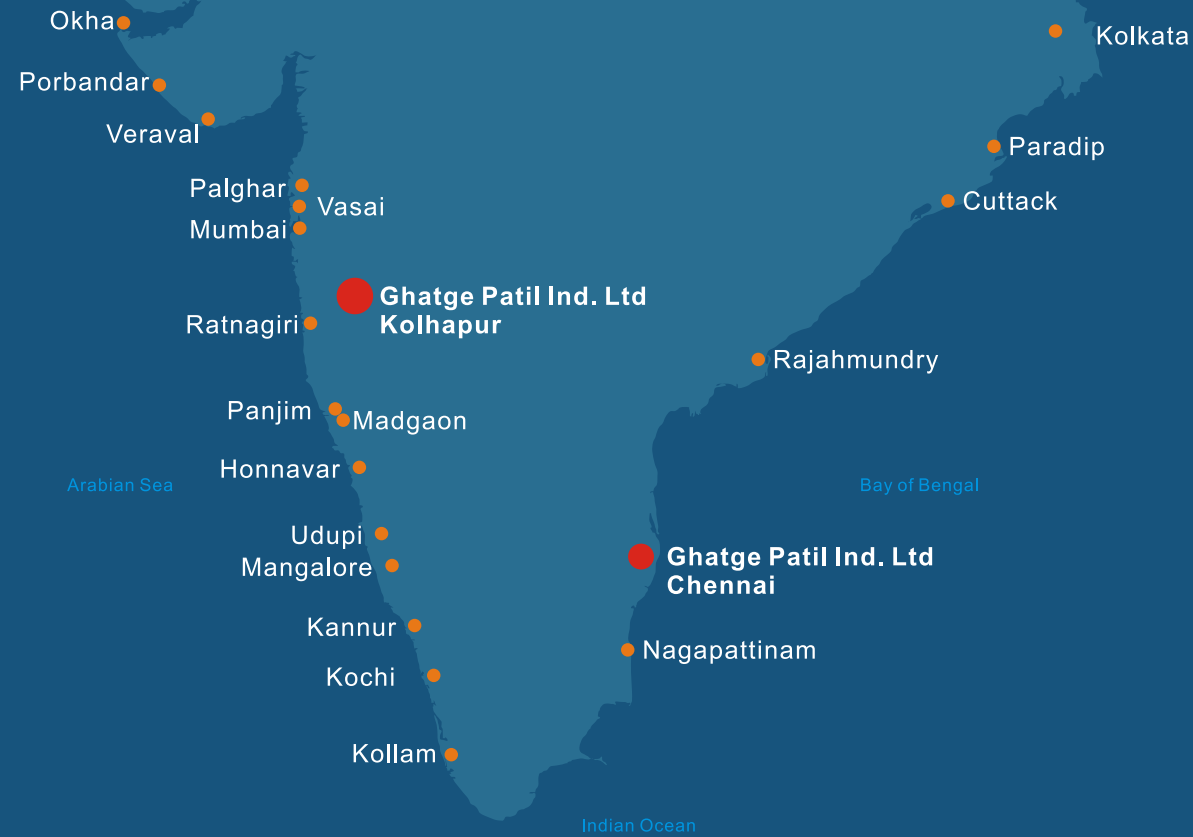 Okha
Kolkata
Porbandar
Veraval
Paradip
Palghar
Vasai
Cuttack
Mumbai
Ghatge Patil Ind. Ltd
Kolhapur
Ratnagiri
Rajahmundry
Panjim
Madgaon
Honnavar
Arabian Sea
Bay of Bengal
Udupi
Mangalore
Ghatge Patil Ind. Ltd
Chennai
Kannur
Nagapattinam
Kochi
Kollam
Indian Ocean